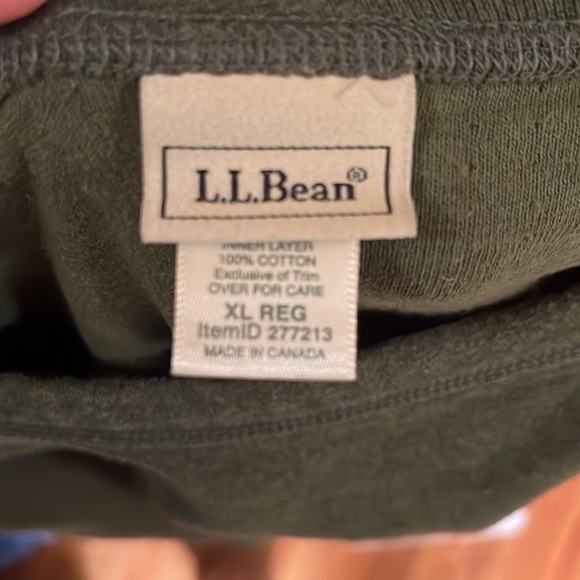 L.L.Bean®
INNER LAYER
100% COTTON
Exclusive of Trim
OVER FOR CARE
XL REG
ItemID 277213
MADE IN CANADA